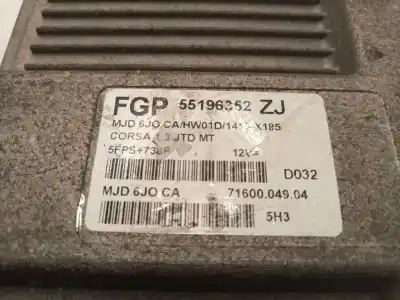 FGP 55196352 ZJ
MJD 6JO CA/HW01D/1412-X185
CORSA 1.3 JTD MT
12V=
D032
MJD 6JO CA 71600.049.04
5H3